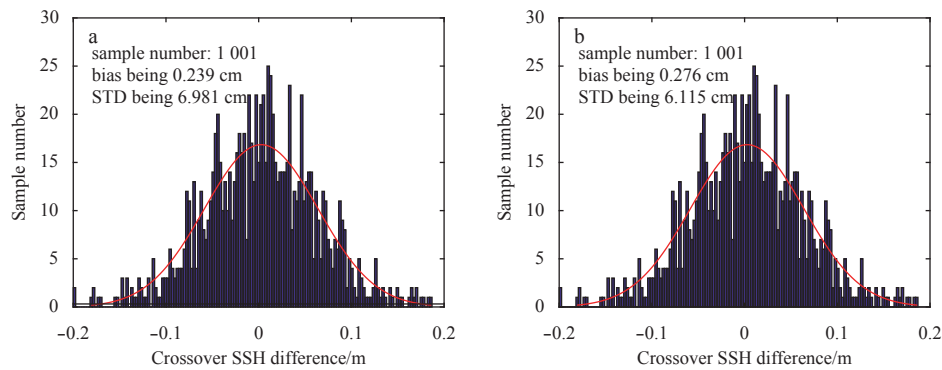 a
sample number: 1 001
bias being 0.239 cm
STD being 6.981 cm
Sample number
30
25
20
15
10
5
0
−0.2 −0.1 0 0.1 0.2
Crossover SSH difference/m
b
sample number: 1 001
bias being 0.276 cm
STD being 6.115 cm
Sample number
30
25
20
15
10
5
0
−0.2 −0.1 0 0.1 0.2
Crossover SSH difference/m